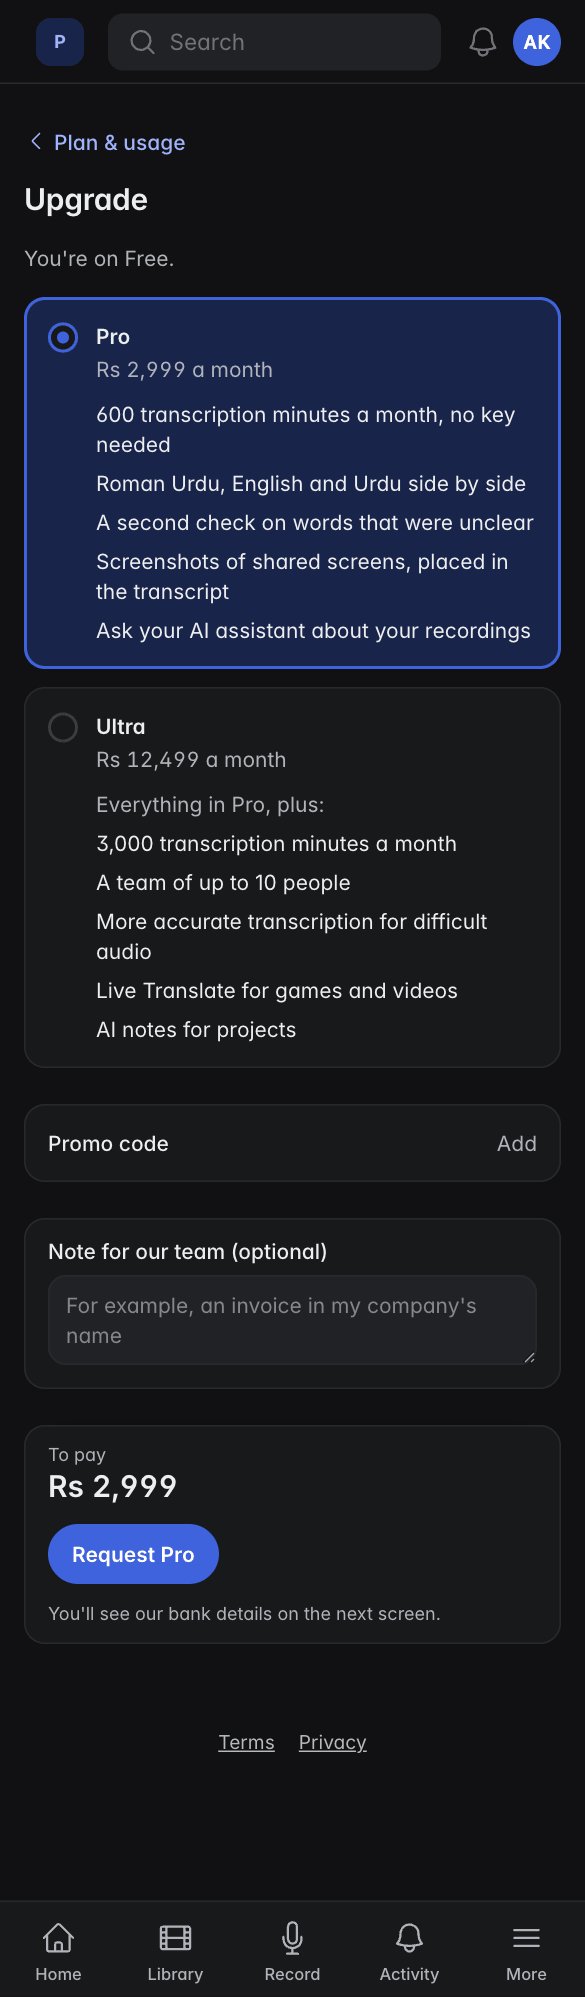 P
Search
AK
Plan & usage
Upgrade
You're on Free.
Pro
Rs 2,999 a month
600 transcription minutes a month, no key
needed
Roman Urdu, English and Urdu side by side
A second check on words that were unclear
Screenshots of shared screens, placed in
the transcript
Ask your AI assistant about your recordings
Ultra
Rs 12,499 a month
Everything in Pro, plus:
3,000 transcription minutes a month
A team of up to 10 people
More accurate transcription for difficult
audio
Live Translate for games and videos
AI notes for projects
Promo code
Add
Note for our team (optional)
For example, an invoice in my company's
name
To pay
Rs 2,999
Request Pro
You'll see our bank details on the next screen.
Terms
Privacy
Home
Library
Record
Activity
More